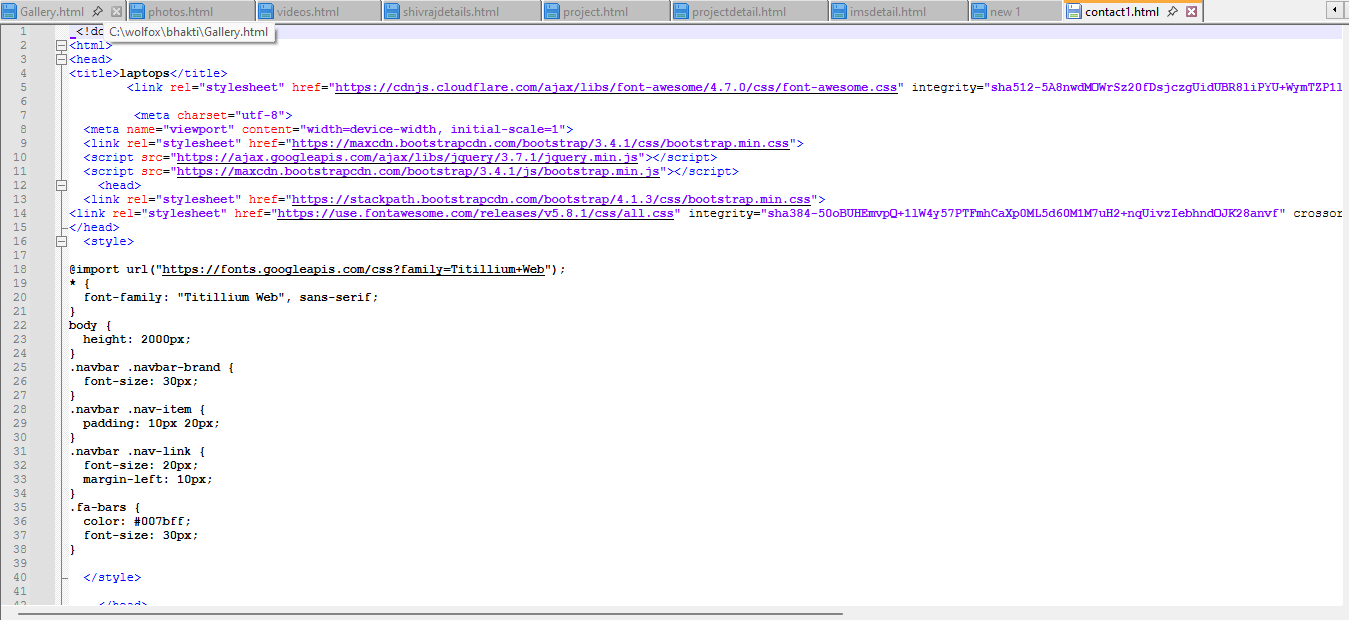 Gallery.html photos.html videos.html shivrajdetails.html project.html projectdetail.html imsdetail.html new 1 contact1.html
1 <!dc C:\wolfox\bhakti\Gallery.html
2 <html>
3 <head>
4 <title>laptops</title>
5 <link rel="stylesheet" href="https://cdnjs.cloudflare.com/ajax/libs/font-awesome/4.7.0/css/font-awesome.css" integrity="sha512-5A8nwdMOWrSz20fDsjczgUidUBR8liPYU+WymTZP1l
6
7 <meta charset="utf-8">
8 <meta name="viewport" content="width=device-width, initial-scale=1">
9 <link rel="stylesheet" href="https://maxcdn.bootstrapcdn.com/bootstrap/3.4.1/css/bootstrap.min.css">
10 <script src="https://ajax.googleapis.com/ajax/libs/jquery/3.7.1/jquery.min.js"></script>
11 <script src="https://maxcdn.bootstrapcdn.com/bootstrap/3.4.1/js/bootstrap.min.js"></script>
12 <head>
13 <link rel="stylesheet" href="https://stackpath.bootstrapcdn.com/bootstrap/4.1.3/css/bootstrap.min.css">
14 <link rel="stylesheet" href="https://use.fontawesome.com/releases/v5.8.1/css/all.css" integrity="sha384-50oBUHEmvpQ+1lW4y57PTFmhCaXp0ML5d60M1M7uH2+nqUivzIebhndOJK28anvf" crossor
15 </head>
16 <style>
17
18 @import url("https://fonts.googleapis.com/css?family=Titillium+Web");
19 * {
20 font-family: "Titillium Web", sans-serif;
21 }
22 body {
23 height: 2000px;
24 }
25 .navbar .navbar-brand {
26 font-size: 30px;
27 }
28 .navbar .nav-item {
29 padding: 10px 20px;
30 }
31 .navbar .nav-link {
32 font-size: 20px;
33 margin-left: 10px;
34 }
35 .fa-bars {
36 color: #007bff;
37 font-size: 30px;
38 }
39
40 </style>
41
42 </head>